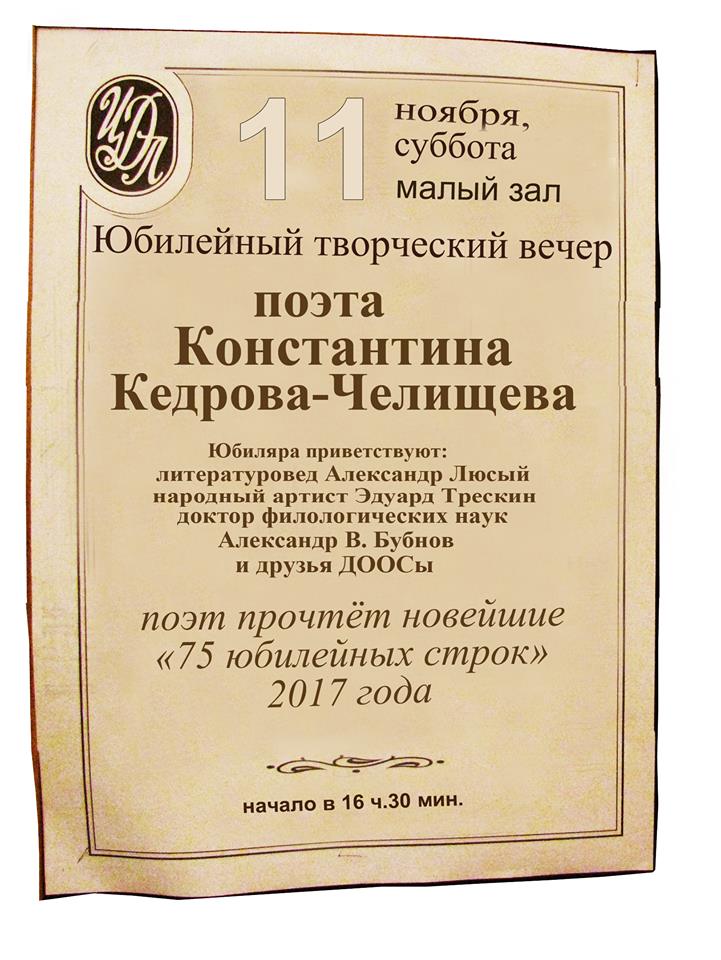 ЦДЛ
11
ноября,
суббота
малый зал
Юбилейный творческий вечер
поэта
Константина
Кедрова-Челищева
Юбиляра приветствуют:
литературовед Александр Люсый
народный артист Эдуард Трескин
доктор филологических наук
Александр В. Бубнов
и друзья ДООСы
поэт прочтёт новейшие
«75 юбилейных строк»
2017 года
начало в 16 ч.30 мин.